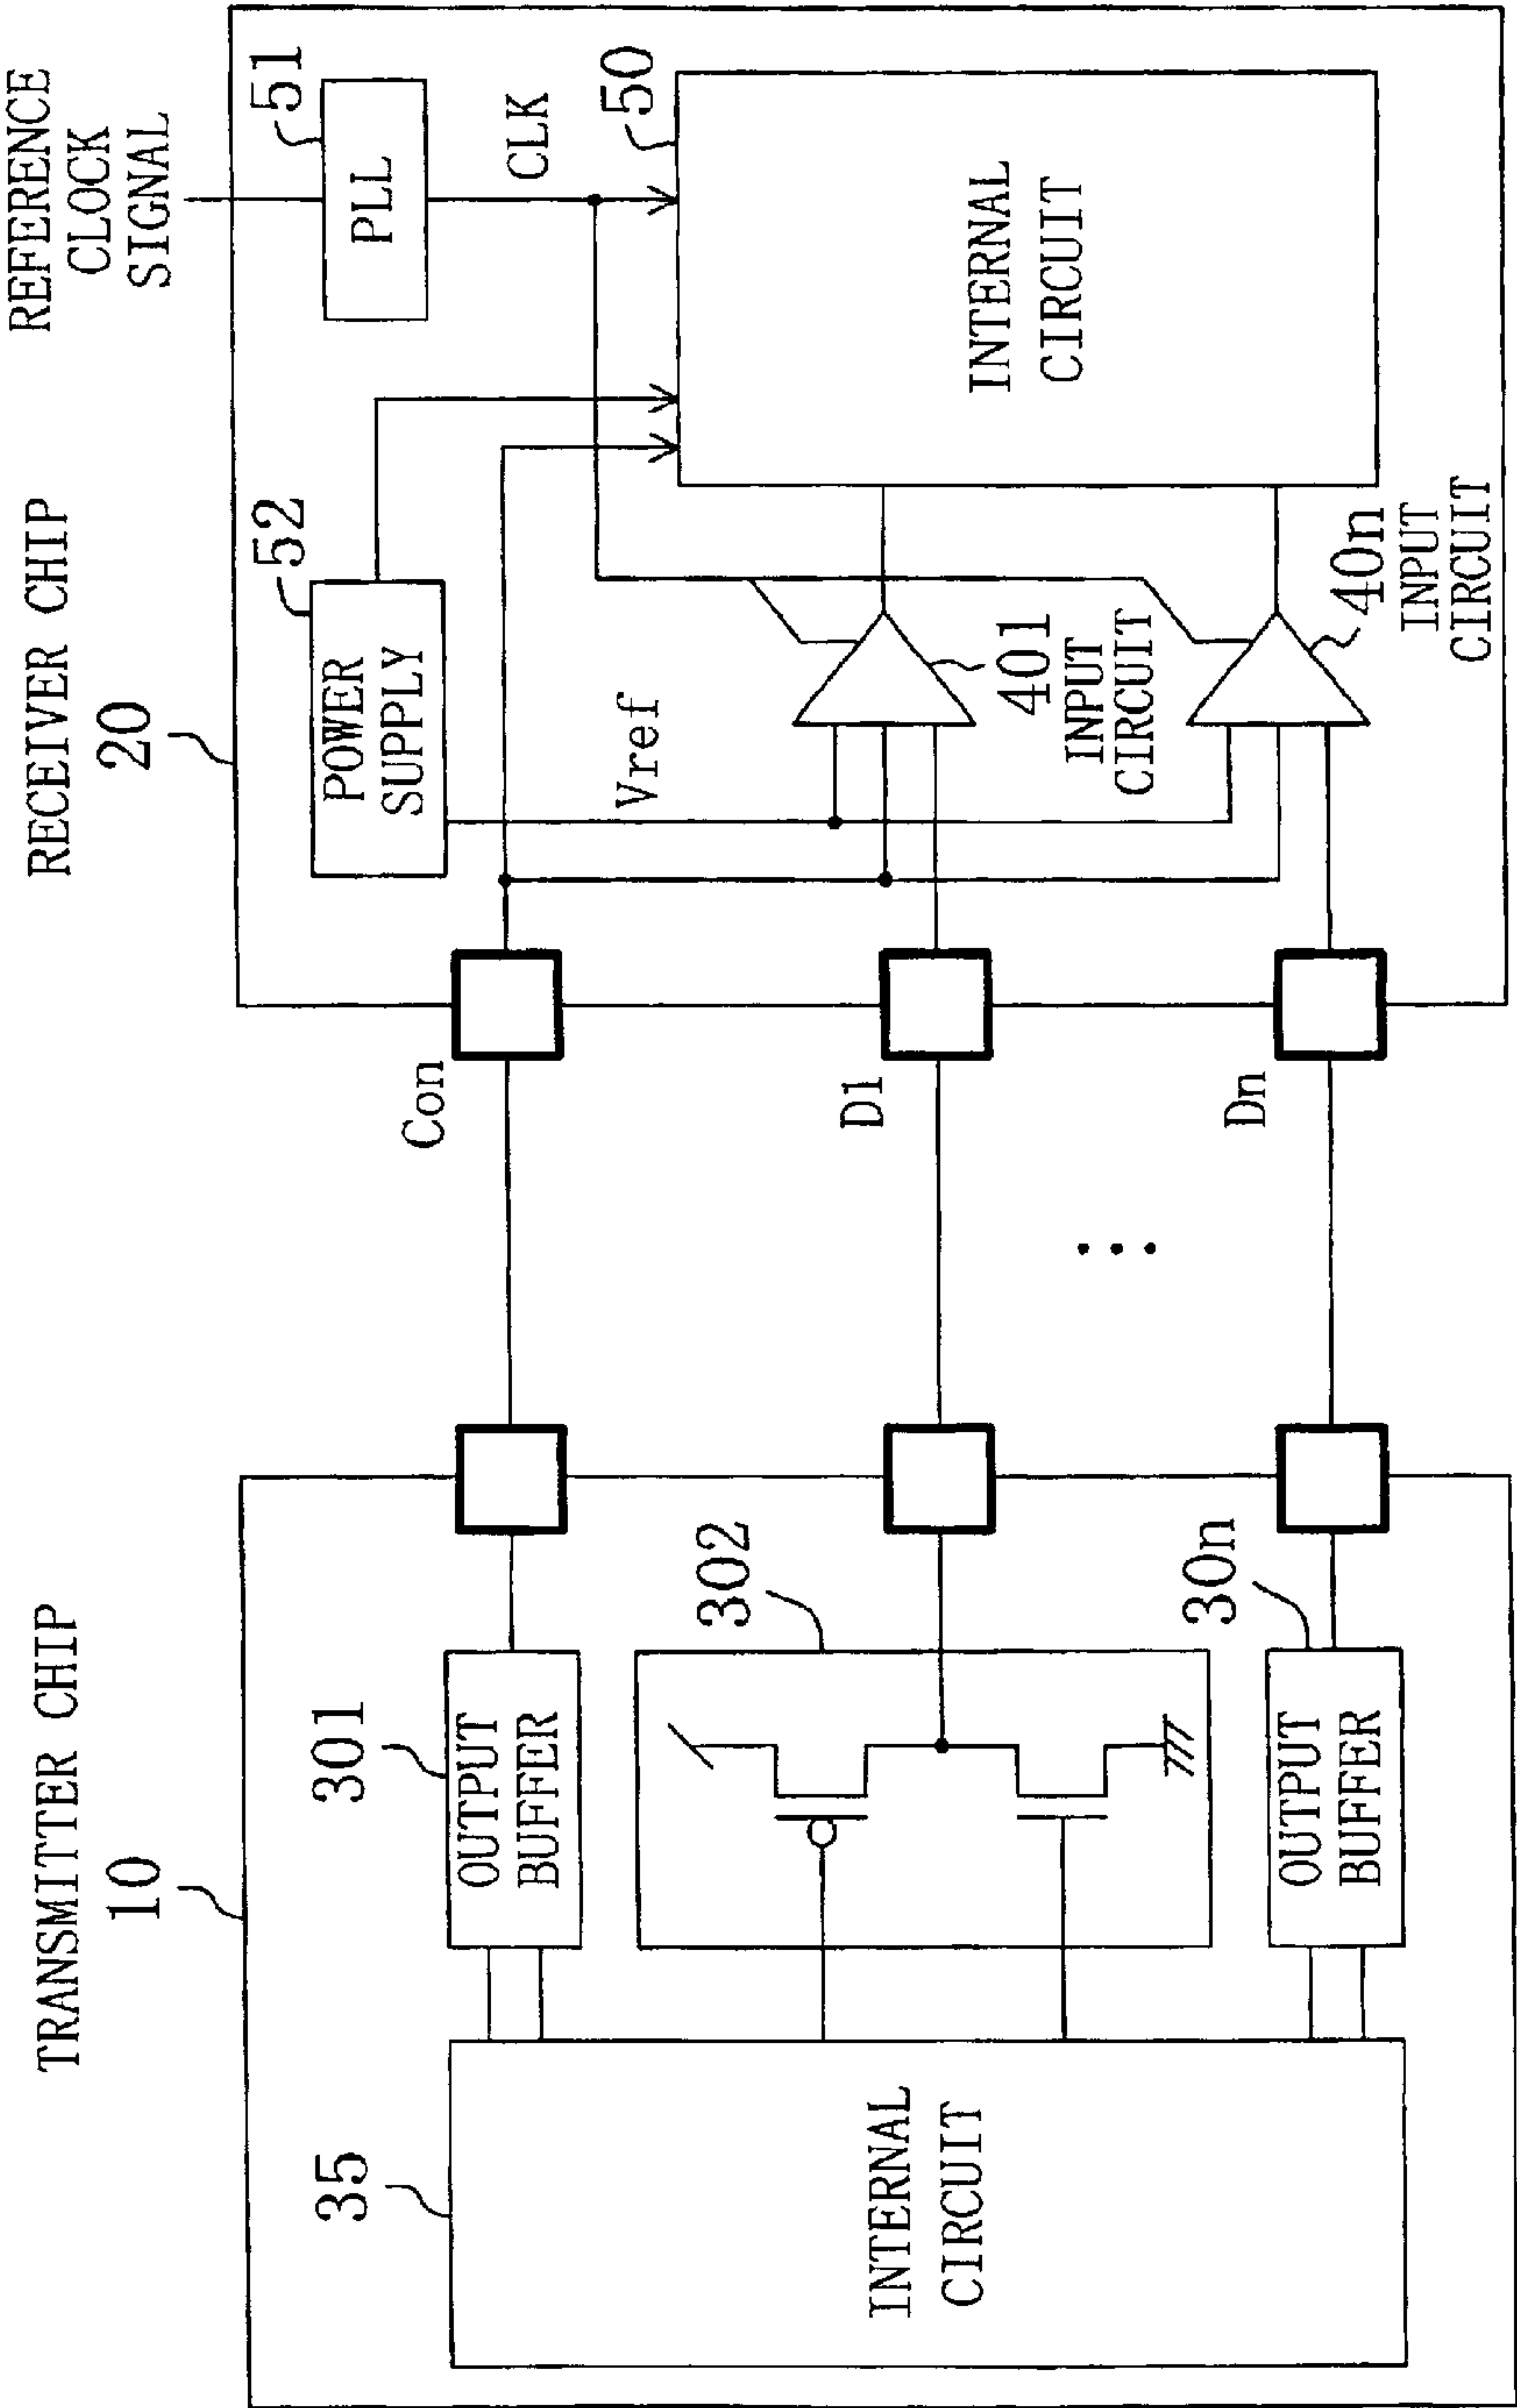 TRANSMITTER CHIP
10
35
INTERNAL
CIRCUIT
301
OUTPUT
BUFFER
302
30n
OUTPUT
BUFFER
RECEIVER CHIP
20
Con
D1
...
Dn
52
POWER
SUPPLY
Vref
401
INPUT
CIRCUIT
40n
INPUT
CIRCUIT
REFERENCE
CLOCK
SIGNAL
51
PLL
CLK
50
INTERNAL
CIRCUIT